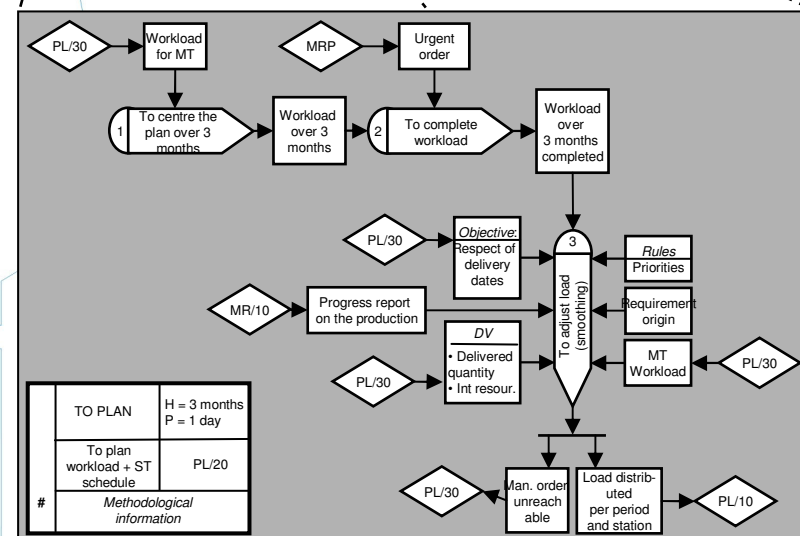 PL/30
Workload
for MT
MRP
Urgent
order
1
To centre the
plan over 3
months
Workload
over 3
months
2
To complete
workload
Workload
over
3 months
completed
PL/30
Objective:
Respect of
delivery
dates
3
To adjust load
(smoothing)
Rules
Priorities
MR/10
Progress report
on the production
Requirement
origin
PL/30
DV
• Delivered
quantity
• Int resour.
MT
Workload
PL/30
TO PLAN
H = 3 months
P = 1 day
To plan
workload + ST
schedule
PL/20
#
Methodological
information
PL/30
Man. order
unreach
able
Load distrib-
uted
per period
and station
PL/10